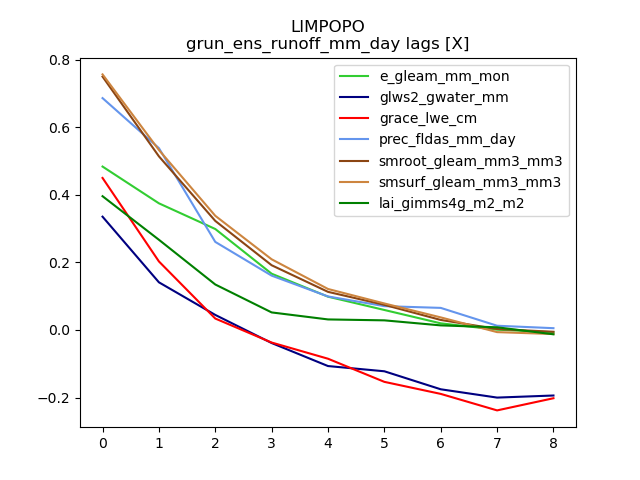 LIMPOPO
grun_ens_runoff_mm_day lags [X]
0.8
0.6
0.4
0.2
0.0
−0.2
e_gleam_mm_mon
glws2_gwater_mm
grace_lwe_cm
prec_fldas_mm_day
smroot_gleam_mm3_mm3
smsurf_gleam_mm3_mm3
lai_gimms4g_m2_m2
0 1 2 3 4 5 6 7 8